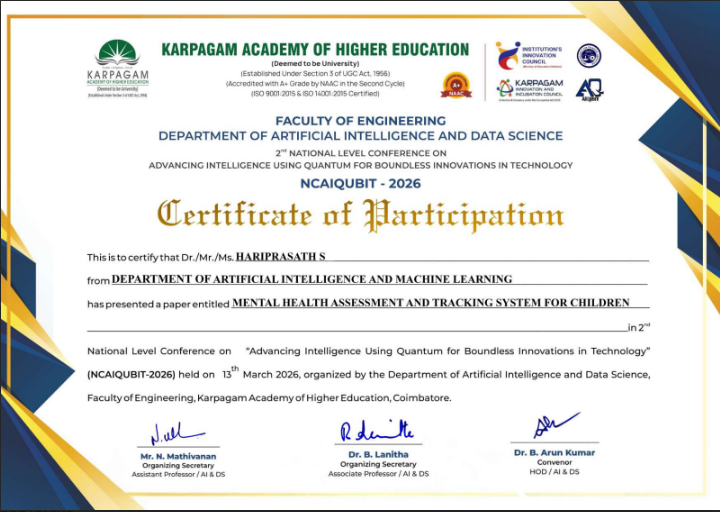 KARPAGAM ACADEMY OF HIGHER EDUCATION
(Deemed to be University)
(Established Under Section 3 of UGC Act, 1956)
(Accredited with A+ Grade by NAAC in the Second Cycle)
(ISO 9001:2015 & ISO 14001:2015 Certified)
KARPAGAM
ACADEMY OF HIGHER EDUCATION
(Deemed to be University)
(Established Under Section 3 of UGC Act, 1956)
A+
NAAC
INSTITUTION'S
INNOVATION
COUNCIL
KARPAGAM
INNOVATION AND
INCUBATION COUNCIL
FACULTY OF ENGINEERING
DEPARTMENT OF ARTIFICIAL INTELLIGENCE AND DATA SCIENCE
2nd NATIONAL LEVEL CONFERENCE ON
ADVANCING INTELLIGENCE USING QUANTUM FOR BOUNDLESS INNOVATIONS IN TECHNOLOGY
NCAIQUBIT - 2026
Certificate of Participation
This is to certify that Dr./Mr./Ms. HARIPRASATH S
from DEPARTMENT OF ARTIFICIAL INTELLIGENCE AND MACHINE LEARNING
has presented a paper entitled MENTAL HEALTH ASSESSMENT AND TRACKING SYSTEM FOR CHILDREN
in 2nd
National Level Conference on "Advancing Intelligence Using Quantum for Boundless Innovations in Technology"
(NCAIQUBIT-2026) held on 13th March 2026, organized by the Department of Artificial Intelligence and Data Science,
Faculty of Engineering, Karpagam Academy of Higher Education, Coimbatore.
Mr. N. Mathivanan
Organizing Secretary
Assistant Professor / AI & DS
Dr. B. Lanitha
Organizing Secretary
Associate Professor / AI & DS
Dr. B. Arun Kumar
Convenor
HOD / AI & DS